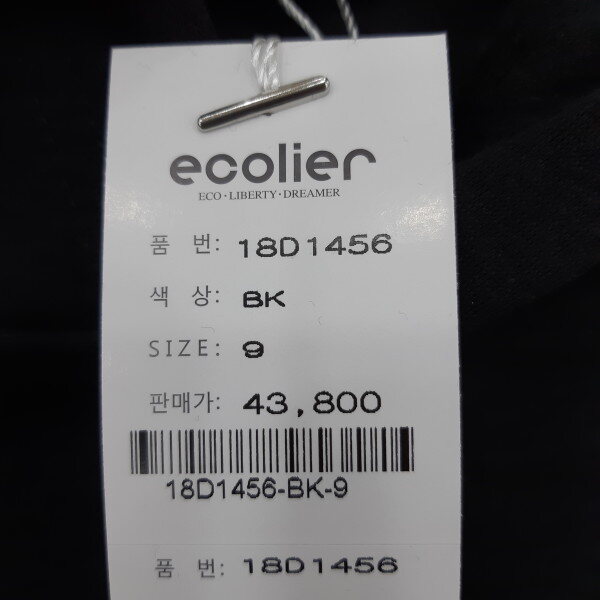 ecolier
ECO·LIBERTY·DREAMER
품 번: 18D1456
색 상: BK
SIZE: 9
판매가: 43,800
18D1456-BK-9
품 번: 18D1456